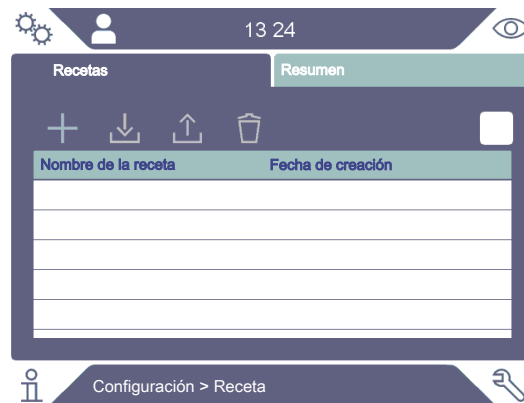 13 24
Recetas
Resumen
Nombre de la receta
Fecha de creación
Configuración > Receta